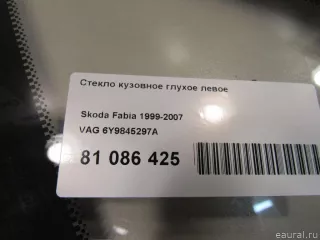 Стекло кузовное глухое левое
Skoda Fabia 1999-2007
VAG 6Y9845297A
81 086 425
eaural.ru